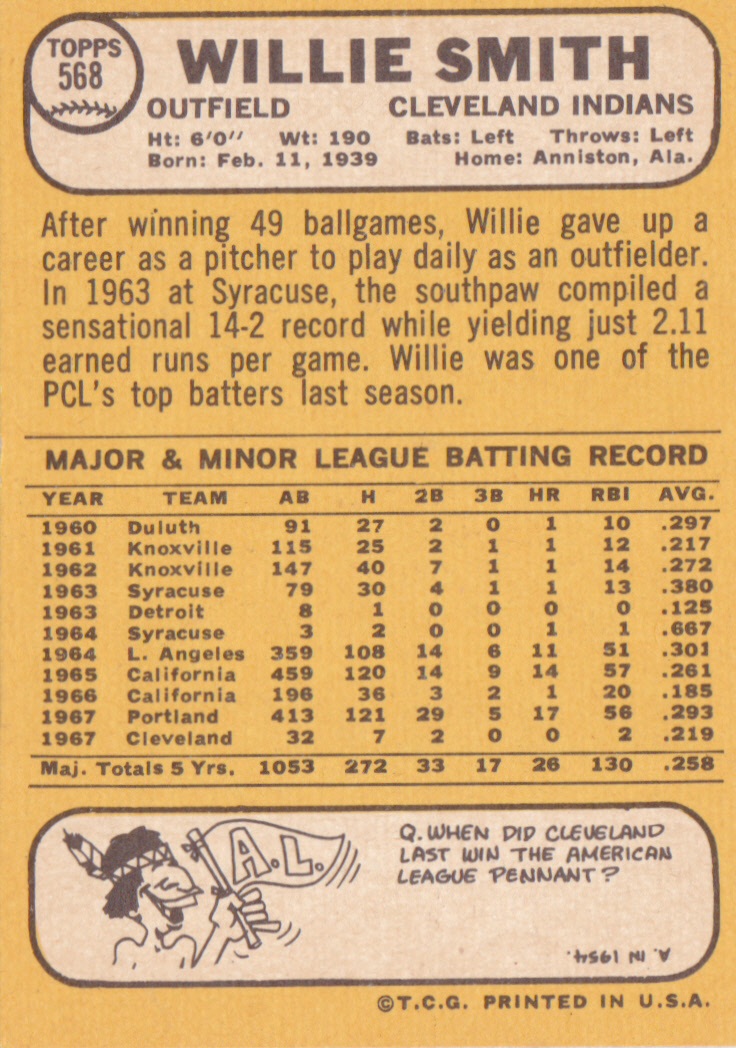 TOPPS
568
WILLIE SMITH
OUTFIELD CLEVELAND INDIANS
Ht: 6'0" Wt: 190 Bats: Left Throws: Left
Born: Feb. 11, 1939 Home: Anniston, Ala.
After winning 49 ballgames, Willie gave up a
career as a pitcher to play daily as an outfielder.
In 1963 at Syracuse, the southpaw compiled a
sensational 14-2 record while yielding just 2.11
earned runs per game. Willie was one of the
PCL's top batters last season.
MAJOR & MINOR LEAGUE BATTING RECORD
YEAR TEAM AB H 2B 3B HR RBI AVG.
1960 Duluth 91 27 2 0 1 10 .297
1961 Knoxville 115 25 2 1 1 12 .217
1962 Knoxville 147 40 7 1 1 14 .272
1963 Syracuse 79 30 4 1 1 13 .380
1963 Detroit 8 1 0 0 0 0 .125
1964 Syracuse 3 2 0 0 1 1 .667
1964 L. Angeles 359 108 14 6 11 51 .301
1965 California 459 120 14 9 14 57 .261
1966 California 196 36 3 2 1 20 .185
1967 Portland 413 121 29 5 17 56 .293
1967 Cleveland 32 7 2 0 0 2 .219
Maj. Totals 5 Yrs. 1053 272 33 17 26 130 .258
A.L.
Q. WHEN DID CLEVELAND
LAST WIN THE AMERICAN
LEAGUE PENNANT?
A. IN 1954.
©T.C.G. PRINTED IN U.S.A.